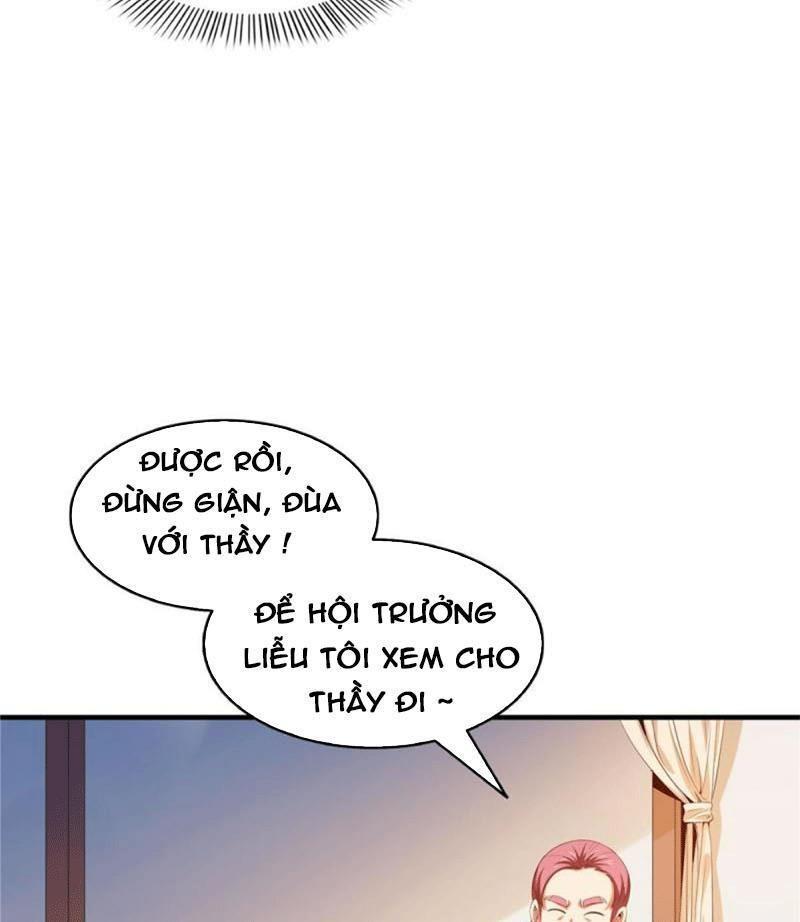 ĐƯỢC RỒI,
ĐỪNG GIẬN, ĐÙA
VỚI THẦY !
ĐỂ HỘI TRƯỞNG
LIỄU TÔI XEM CHO
THẦY ĐI ~